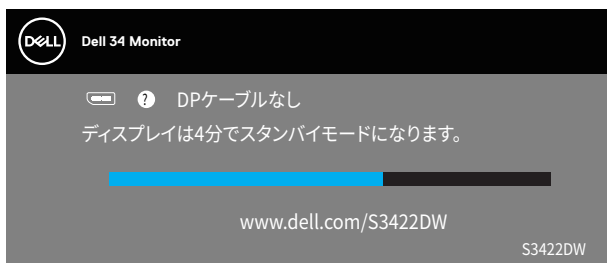 DELL
Dell 34 Monitor
? DPケーブルなし
ディスプレイは4分でスタンバイモードになります。
www.dell.com/S3422DW
S3422DW